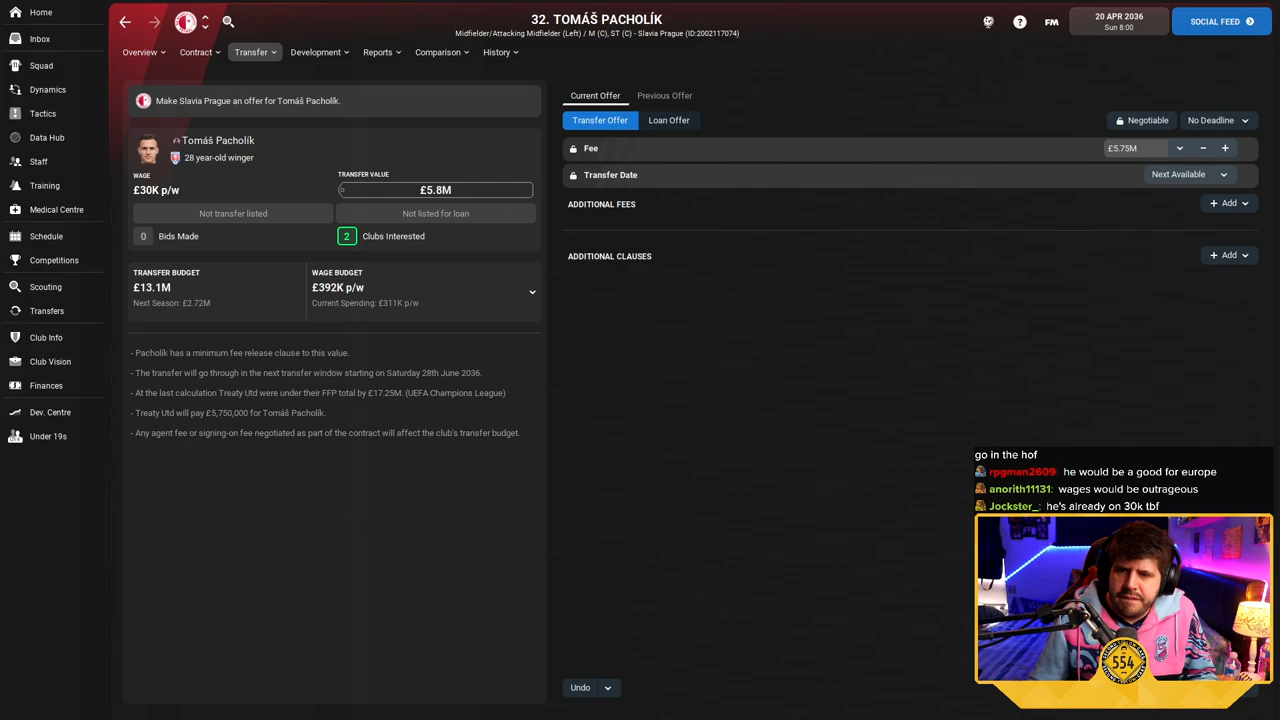 Home
Inbox
Squad
Dynamics
Tactics
Data Hub
Staff
Training
Medical Centre
Schedule
Competitions
Scouting
Transfers
Club Info
Club Vision
Finances
Dev. Centre
Under 19s
32. TOMÁŠ PACHOLÍK
Midfielder/Attacking Midfielder (Left) / M (C), ST (C) - Slavia Prague (ID:2002117074)
FM
20 APR 2036
Sun 8:00
SOCIAL FEED
Overview
Contract
Transfer
Development
Reports
Comparison
History
Make Slavia Prague an offer for Tomáš Pacholík.
Tomáš Pacholík
28 year-old winger
WAGE
£30K p/w
TRANSFER VALUE
£5.8M
Not transfer listed
Not listed for loan
0 Bids Made
2 Clubs Interested
TRANSFER BUDGET
£13.1M
Next Season: £2.72M
WAGE BUDGET
£392K p/w
Current Spending: £311K p/w
- Pacholík has a minimum fee release clause to this value.
- The transfer will go through in the next transfer window starting on Saturday 28th June 2036.
- At the last calculation Treaty Utd were under their FFP total by £17.25M. (UEFA Champions League)
- Treaty Utd will pay £5,750,000 for Tomáš Pacholík.
- Any agent fee or signing-on fee negotiated as part of the contract will affect the club's transfer budget.
Current Offer
Previous Offer
Transfer Offer
Loan Offer
Negotiable
No Deadline
Fee
£5.75M
Transfer Date
Next Available
ADDITIONAL FEES
Add
ADDITIONAL CLAUSES
Add
Undo
go in the hof
rpgman2609: he would be a good for europe
anorith11131: wages would be outrageous
Jockster_: he's already on 30k tbf
554